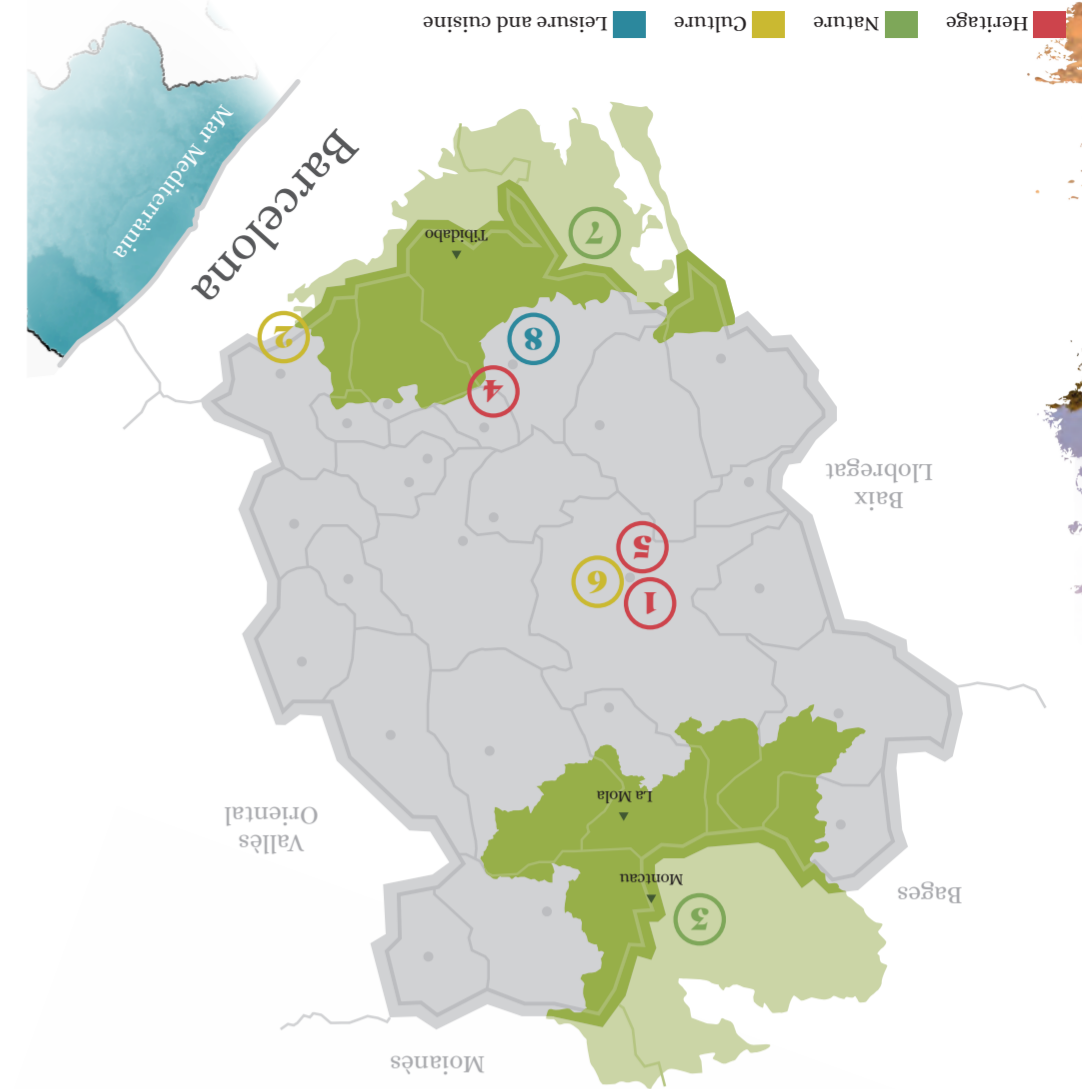 Moianès
3
Bages
Montcau
Vallès
Oriental
La Mola
1
6
5
Baix
Llobregat
4
8
2
7
Tibidabo
Barcelona
Mar Mediterrània
Heritage
Nature
Culture
Leisure and cuisine